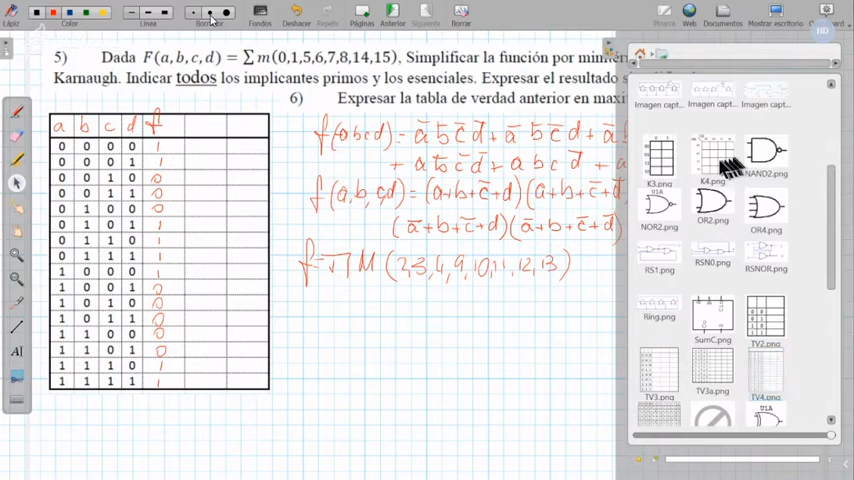 Lápiz Color Línea Borrador Fondos Deshacer Repetir Páginas Anterior Siguiente Borrar Web Documentos Mostrar
HD
5) Dada F(a,b,c,d) = ∑ m(0,1,5,6,7,8,14,15), Simplificar la función por
Karnaugh. Indicar todos los implicantes primos y los esenciales. Expresar el resultado
6) Expresar la tabla de verdad anterior en
a b c d f
0 0 0 0 1
0 0 0 1 1
0 0 1 0 0
0 0 1 1 0
0 1 0 0 0
0 1 0 1 1
0 1 1 0 1
0 1 1 1 1
1 0 0 0 1
1 0 0 1 0
1 0 1 0 0
1 0 1 1 0
1 1 0 0 0
1 1 0 1 0
1 1 1 0 1
1 1 1 1 1
f(abcd) = a̅ b̅ c̅ d̅ + a̅ b̅ c̅ d +
+ a b̅ c̅ d̅ + a b c d̅ +
f(a,b,c,d) = (a+b+c̅+d)(a+b+c̅+d̅
(a̅+b+c̅+d)(a̅+b+c̅+d̅)
f = ∏ M (2,3,4,9,10,11,12,13)
Imagen capt... Imagen capt... Imagen capt...
K3.png K4.png NAND2.png
U1A
NOR2.png OR2.png OR4.png
RS1.png RSN0.png RSNOR.png
Ring.png SumC.png TV2.png
TV3.png TV3a.png TV4.png
U1A